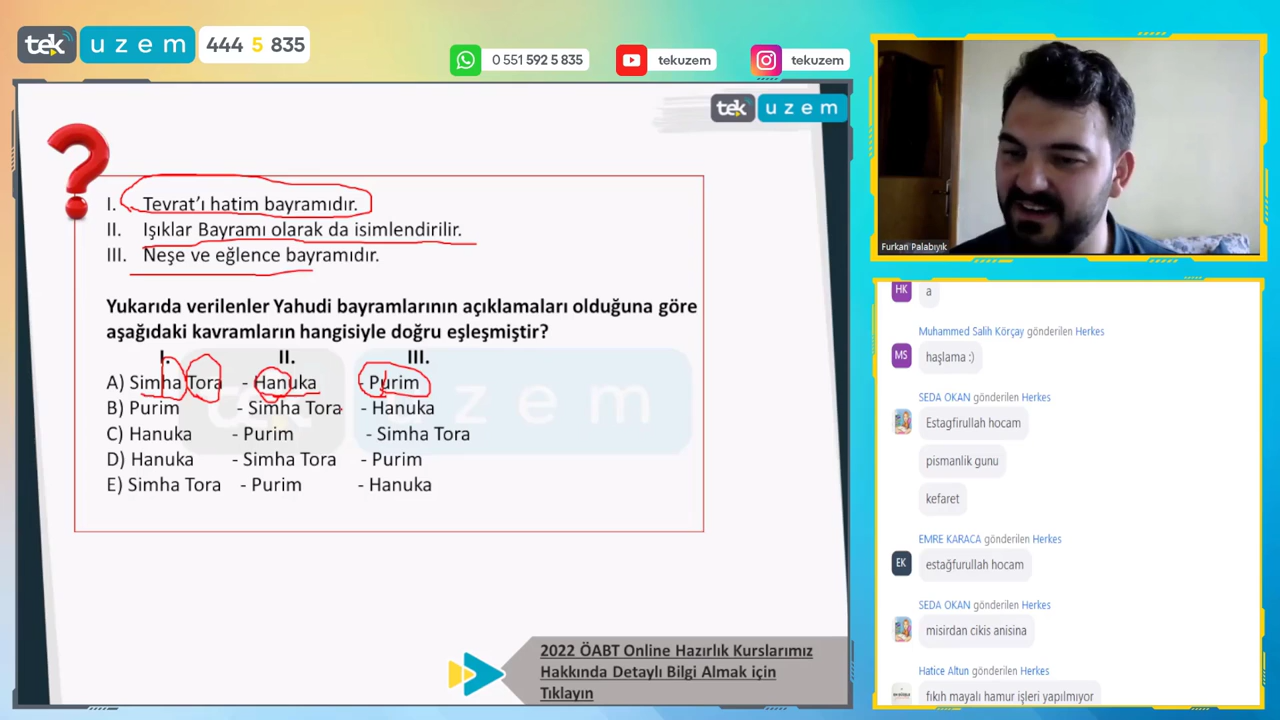 tek uzem 444 5 835
0 551 592 5 835
tekuzem
tekuzem
tek uzem
I. Tevrat'ı hatim bayramıdır.
II. Işıklar Bayramı olarak da isimlendirilir.
III. Neşe ve eğlence bayramıdır.
Yukarıda verilenler Yahudi bayramlarının açıklamaları olduğuna göre
aşağıdaki kavramların hangisiyle doğru eşleşmiştir?
I. II. III.
A) Simha Tora - Hanuka - Purim
B) Purim - Simha Tora - Hanuka
C) Hanuka - Purim - Simha Tora
D) Hanuka - Simha Tora - Purim
E) Simha Tora - Purim - Hanuka
tek uzem
2022 ÖABT Online Hazırlık Kurslarımız
Hakkında Detaylı Bilgi Almak için
Tıklayın
Furkan Palabıyık
HK
a
Muhammed Salih Körçay gönderilen Herkes
MS
haşlama :)
SEDA OKAN gönderilen Herkes
Estagfirullah hocam
pismanlik gunu
kefaret
EMRE KARACA gönderilen Herkes
EK
estağfurullah hocam
SEDA OKAN gönderilen Herkes
misirdan cikis anisina
Hatice Altun gönderilen Herkes
fıkıh mayalı hamur işleri yapılmıyor